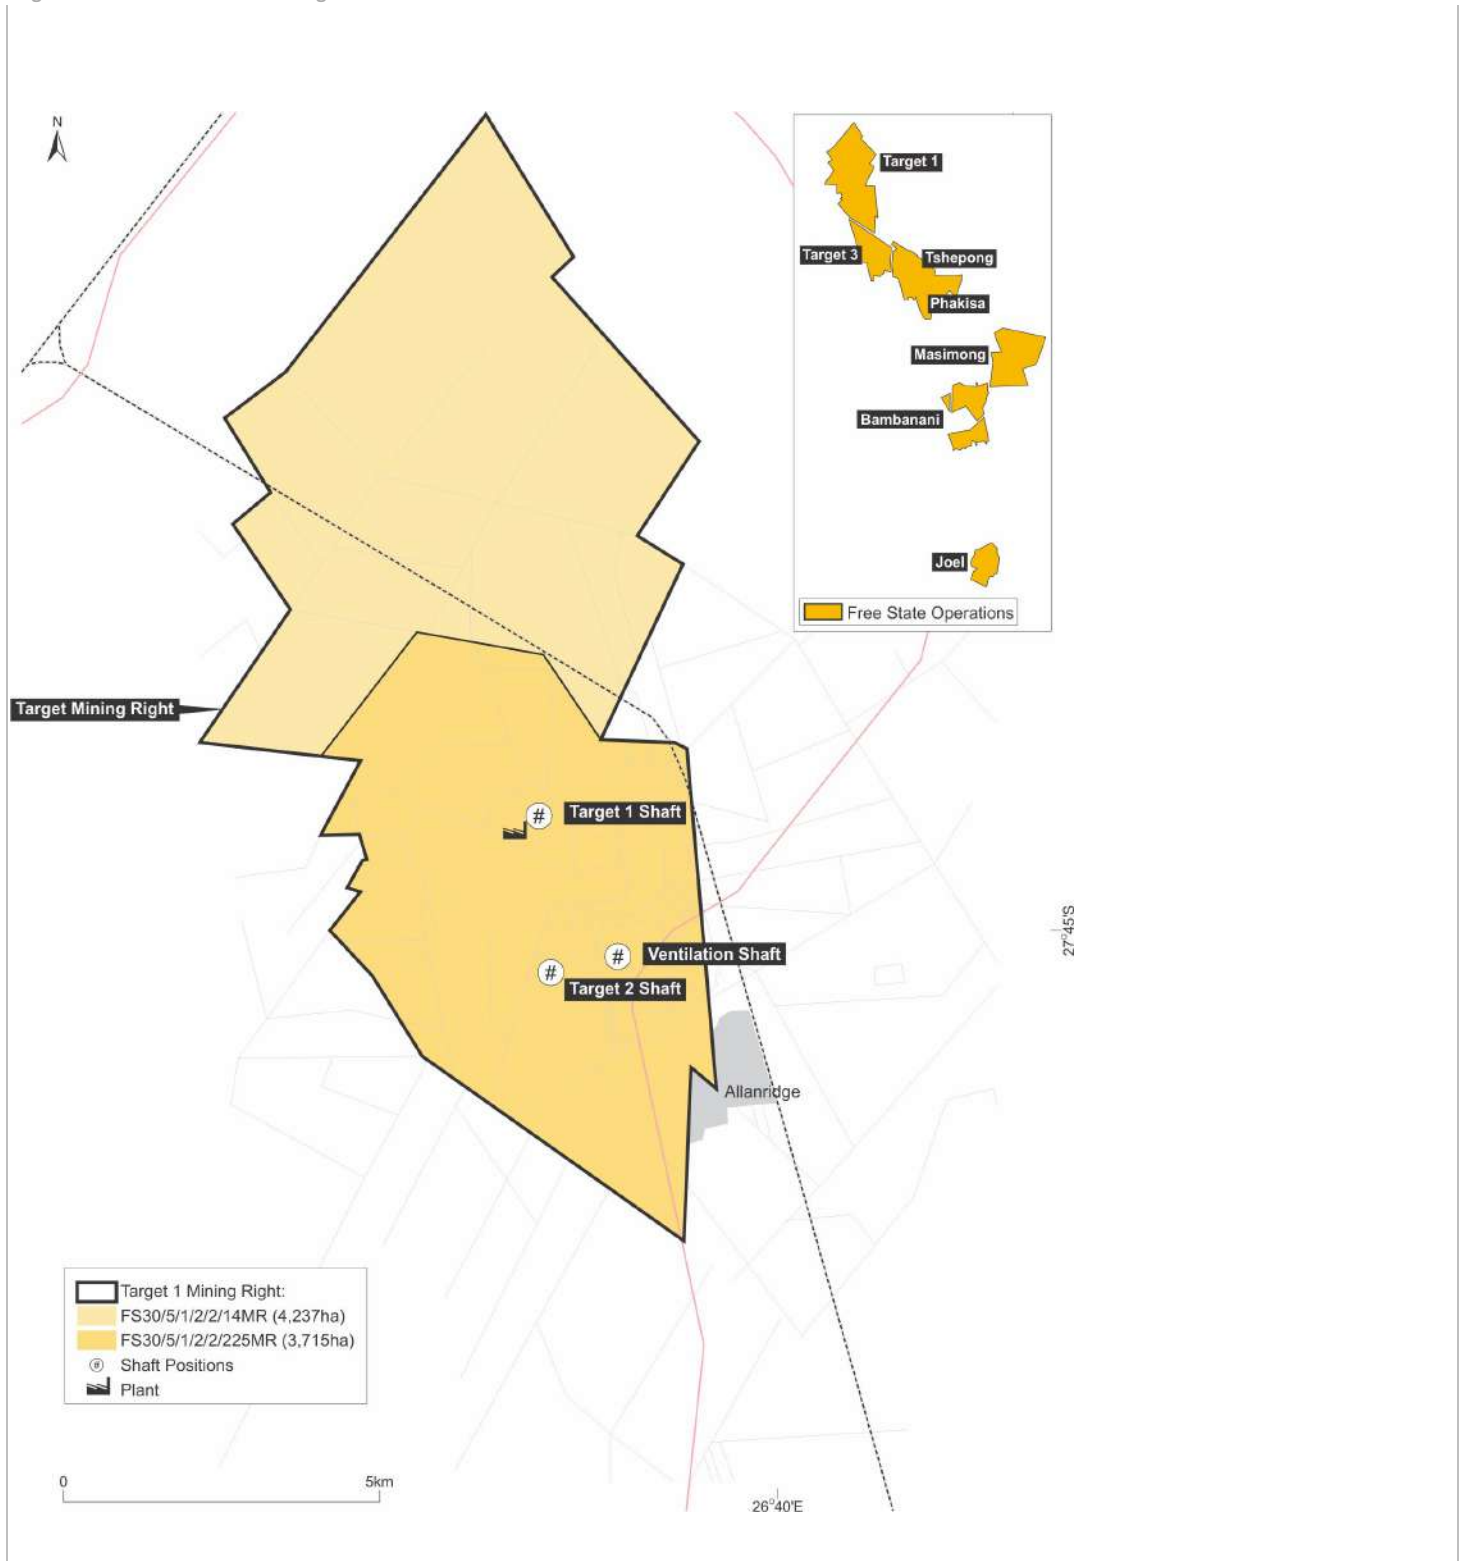 N
Target 1
Target 3
Tshepong
Phakisa
Masimong
Bambanani
Joel
Free State Operations
Target Mining Right
#
Target 1 Shaft
#
Ventilation Shaft
#
Target 2 Shaft
27°45'S
Allanridge
Target 1 Mining Right:
FS30/5/1/2/2/14MR (4,237ha)
FS30/5/1/2/2/225MR (3,715ha)
# Shaft Positions
Plant
0 5km
26°40'E